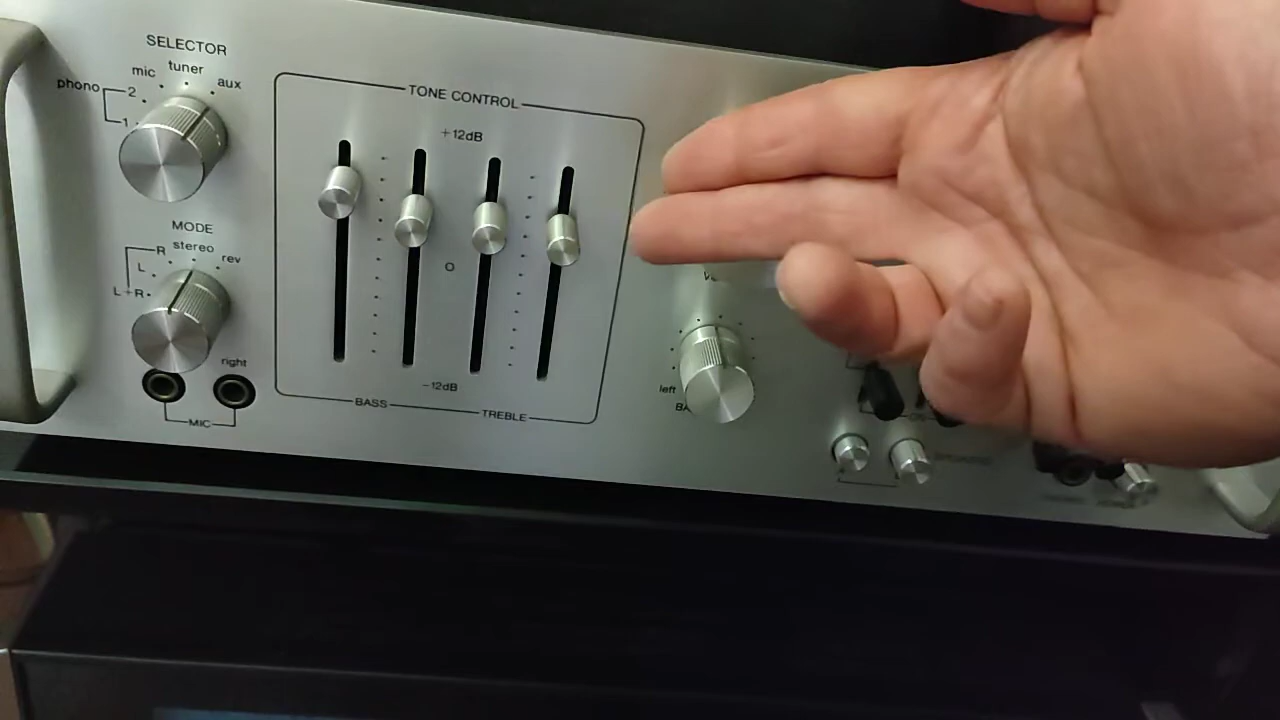 SELECTOR
mic tuner aux
phono 2
1
MODE
R stereo rev
L
L+R
right
MIC
TONE CONTROL
+12dB
0
-12dB
BASS TREBLE
left